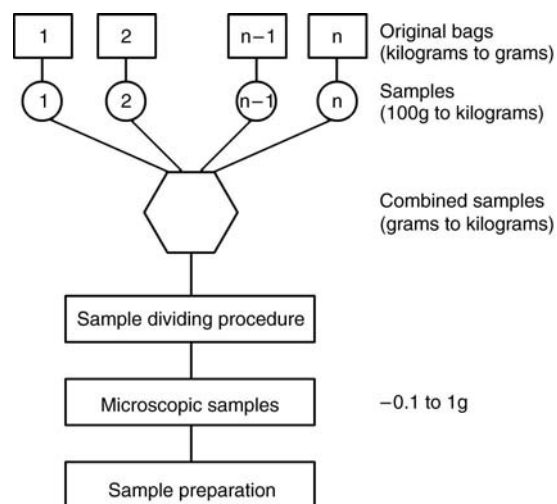 1 2 n−1 n Original bags
(kilograms to grams)
1 2 n−1 n Samples
(100g to kilograms)
Combined samples
(grams to kilograms)
Sample dividing procedure
Microscopic samples −0.1 to 1g
Sample preparation